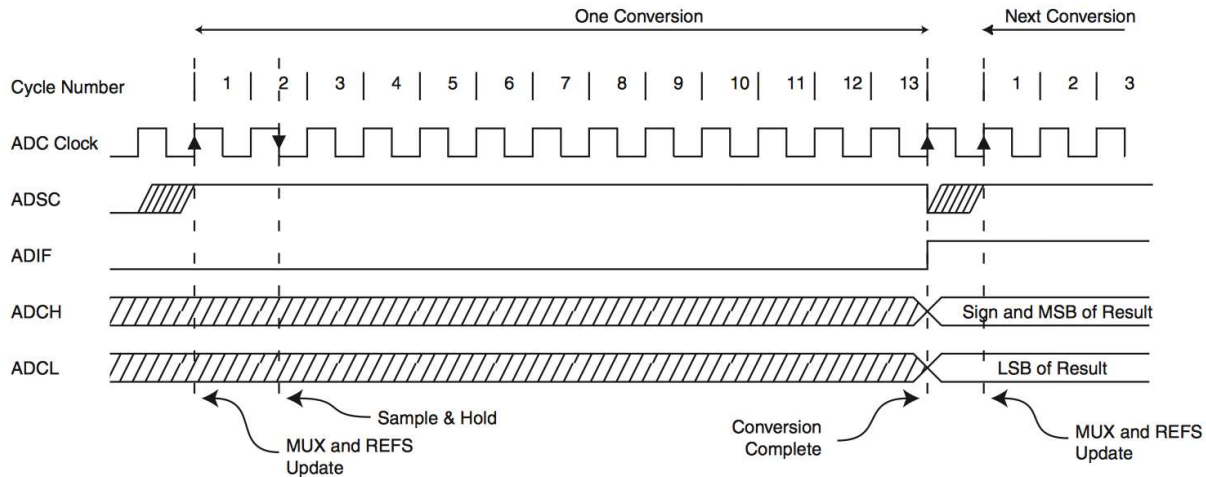 One Conversion
Next Conversion
Cycle Number 1 2 3 4 5 6 7 8 9 10 11 12 13 1 2 3
ADC Clock
ADSC
ADIF
ADCH
Sign and MSB of Result
ADCL
LSB of Result
Sample & Hold
MUX and REFS
Update
Conversion
Complete
MUX and REFS
Update